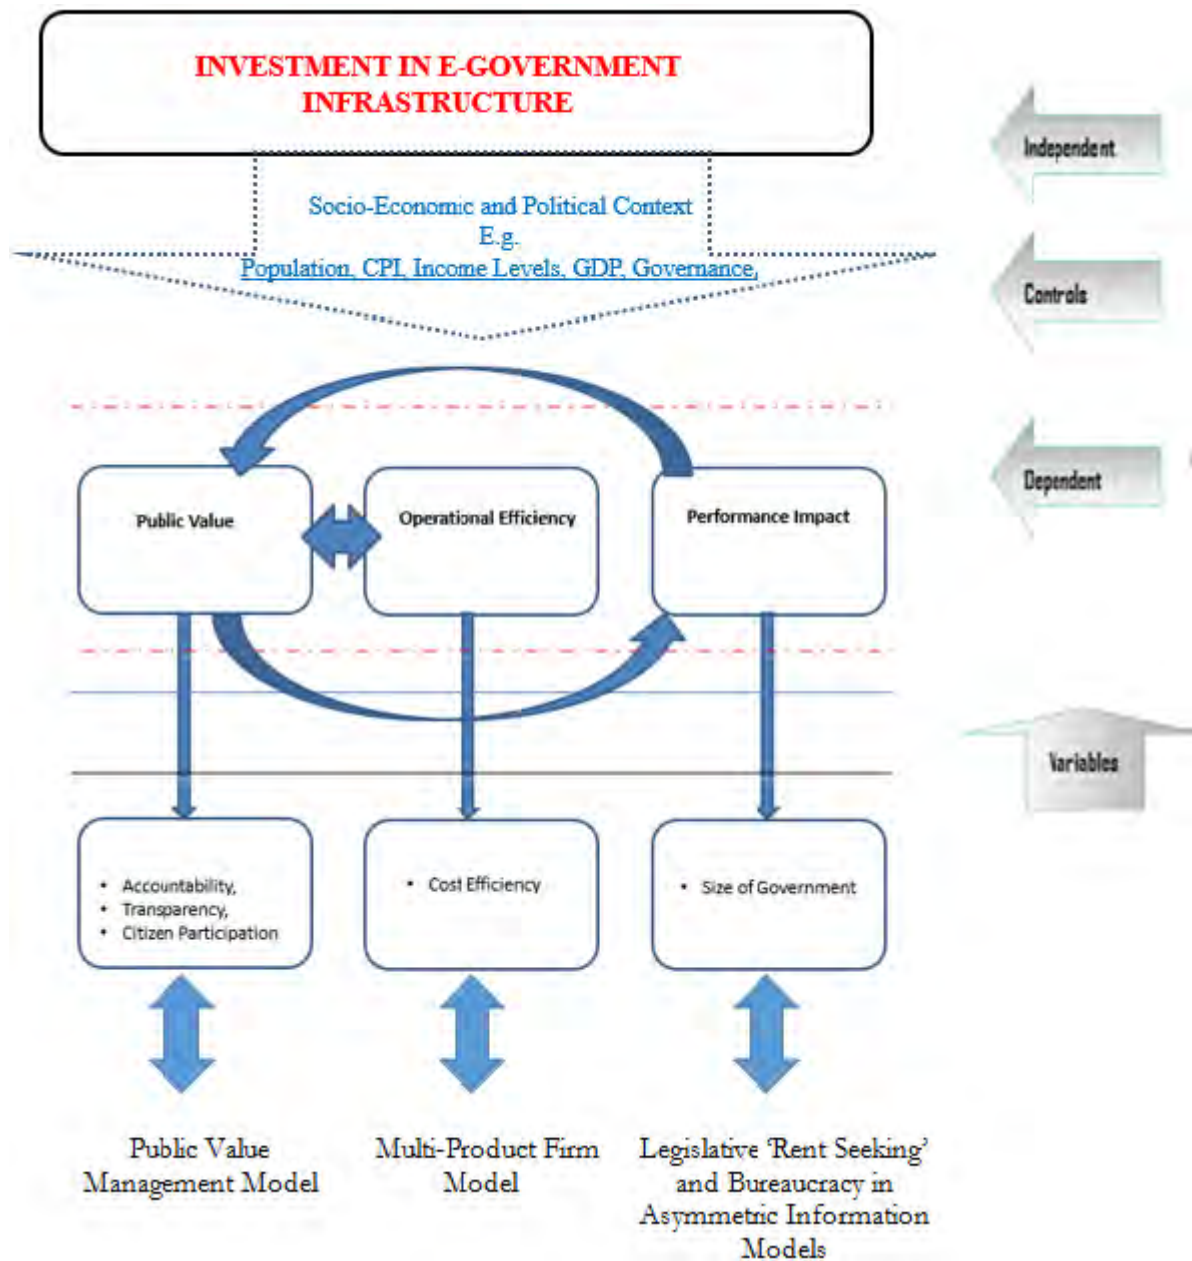 INVESTMENT IN E-GOVERNMENT
INFRASTRUCTURE
Independent
Socio-Economic and Political Context
E.g.
Population, CPI, Income Levels, GDP, Governance,
Controls
Public Value
Operational Efficiency
Performance Impact
Dependent
Variables
• Accountability,
• Transparency,
• Citizen Participation
• Cost Efficiency
• Size of Government
Public Value
Management Model
Multi-Product Firm
Model
Legislative ‘Rent Seeking’
and Bureaucracy in
Asymmetric Information
Models